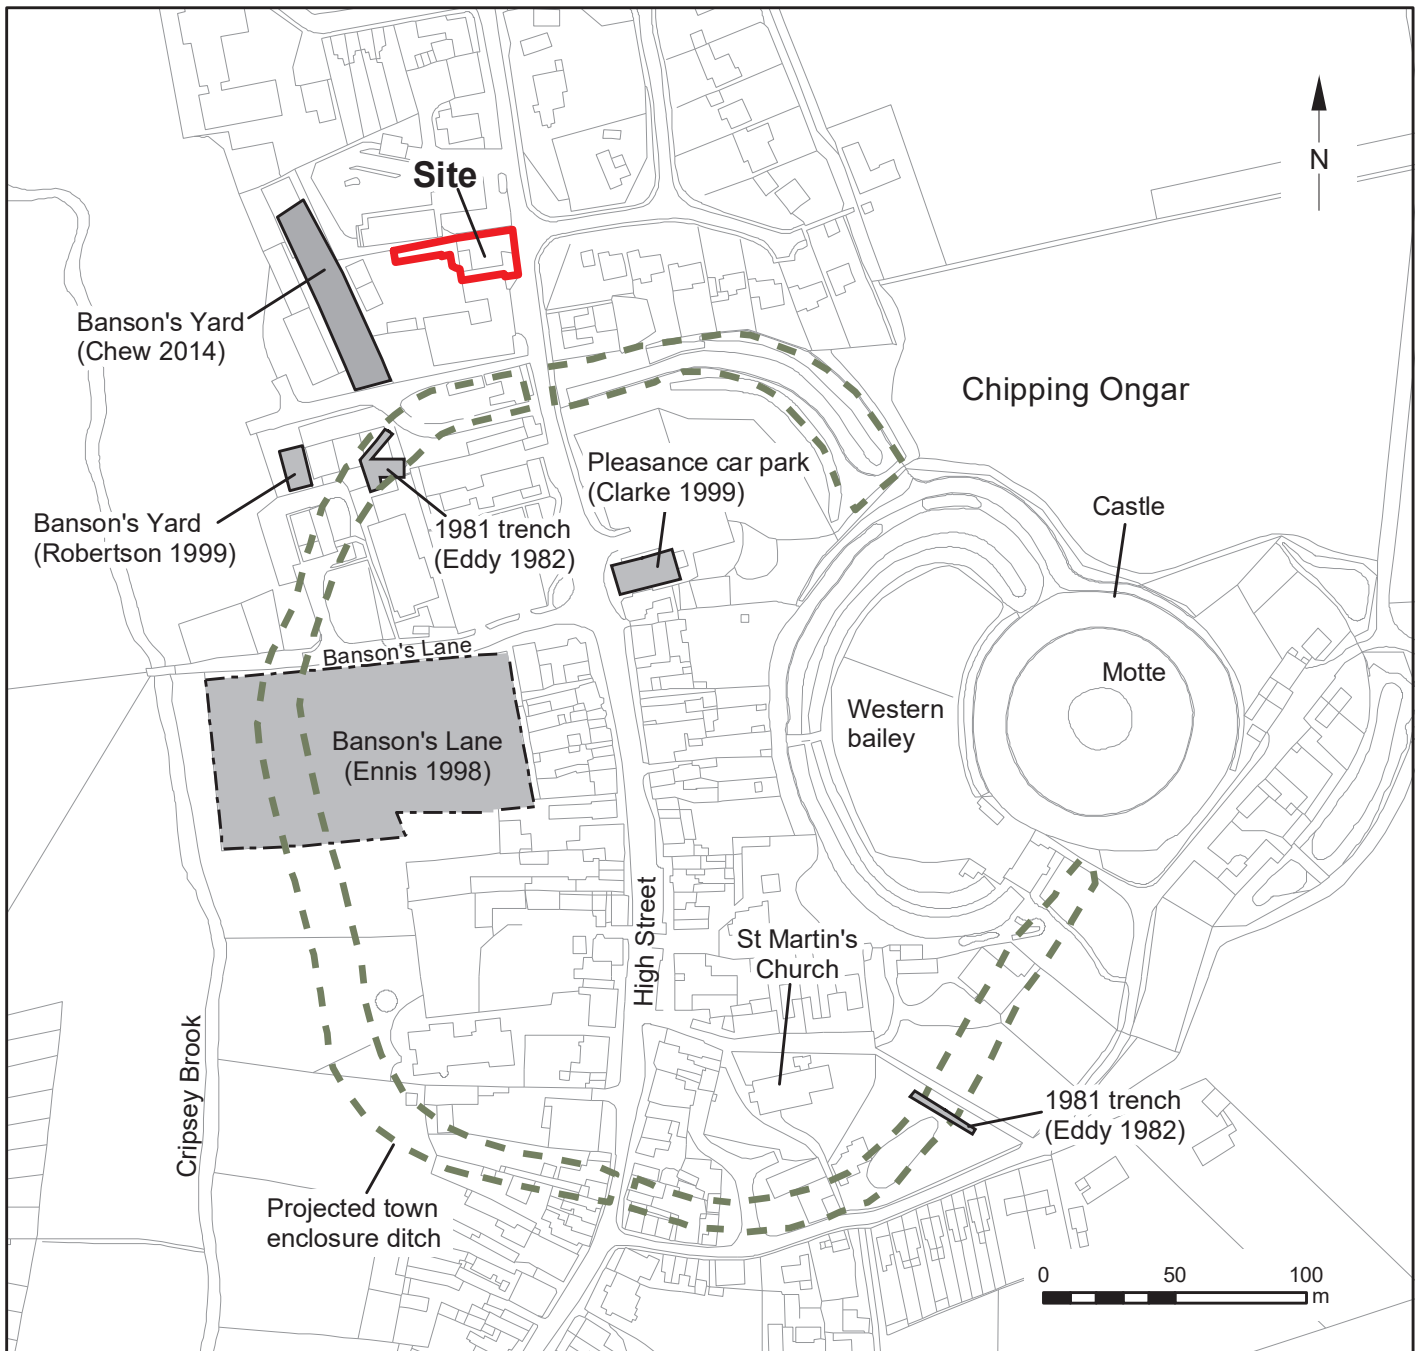 N
Site
Banson's Yard
(Chew 2014)
Chipping Ongar
Pleasance car park
(Clarke 1999)
Castle
Banson's Yard
(Robertson 1999)
1981 trench
(Eddy 1982)
Banson's Lane
Motte
Western
bailey
Banson's Lane
(Ennis 1998)
High Street
St Martin's
Church
Cripsey Brook
1981 trench
(Eddy 1982)
Projected town
enclosure ditch
0 50 100
m